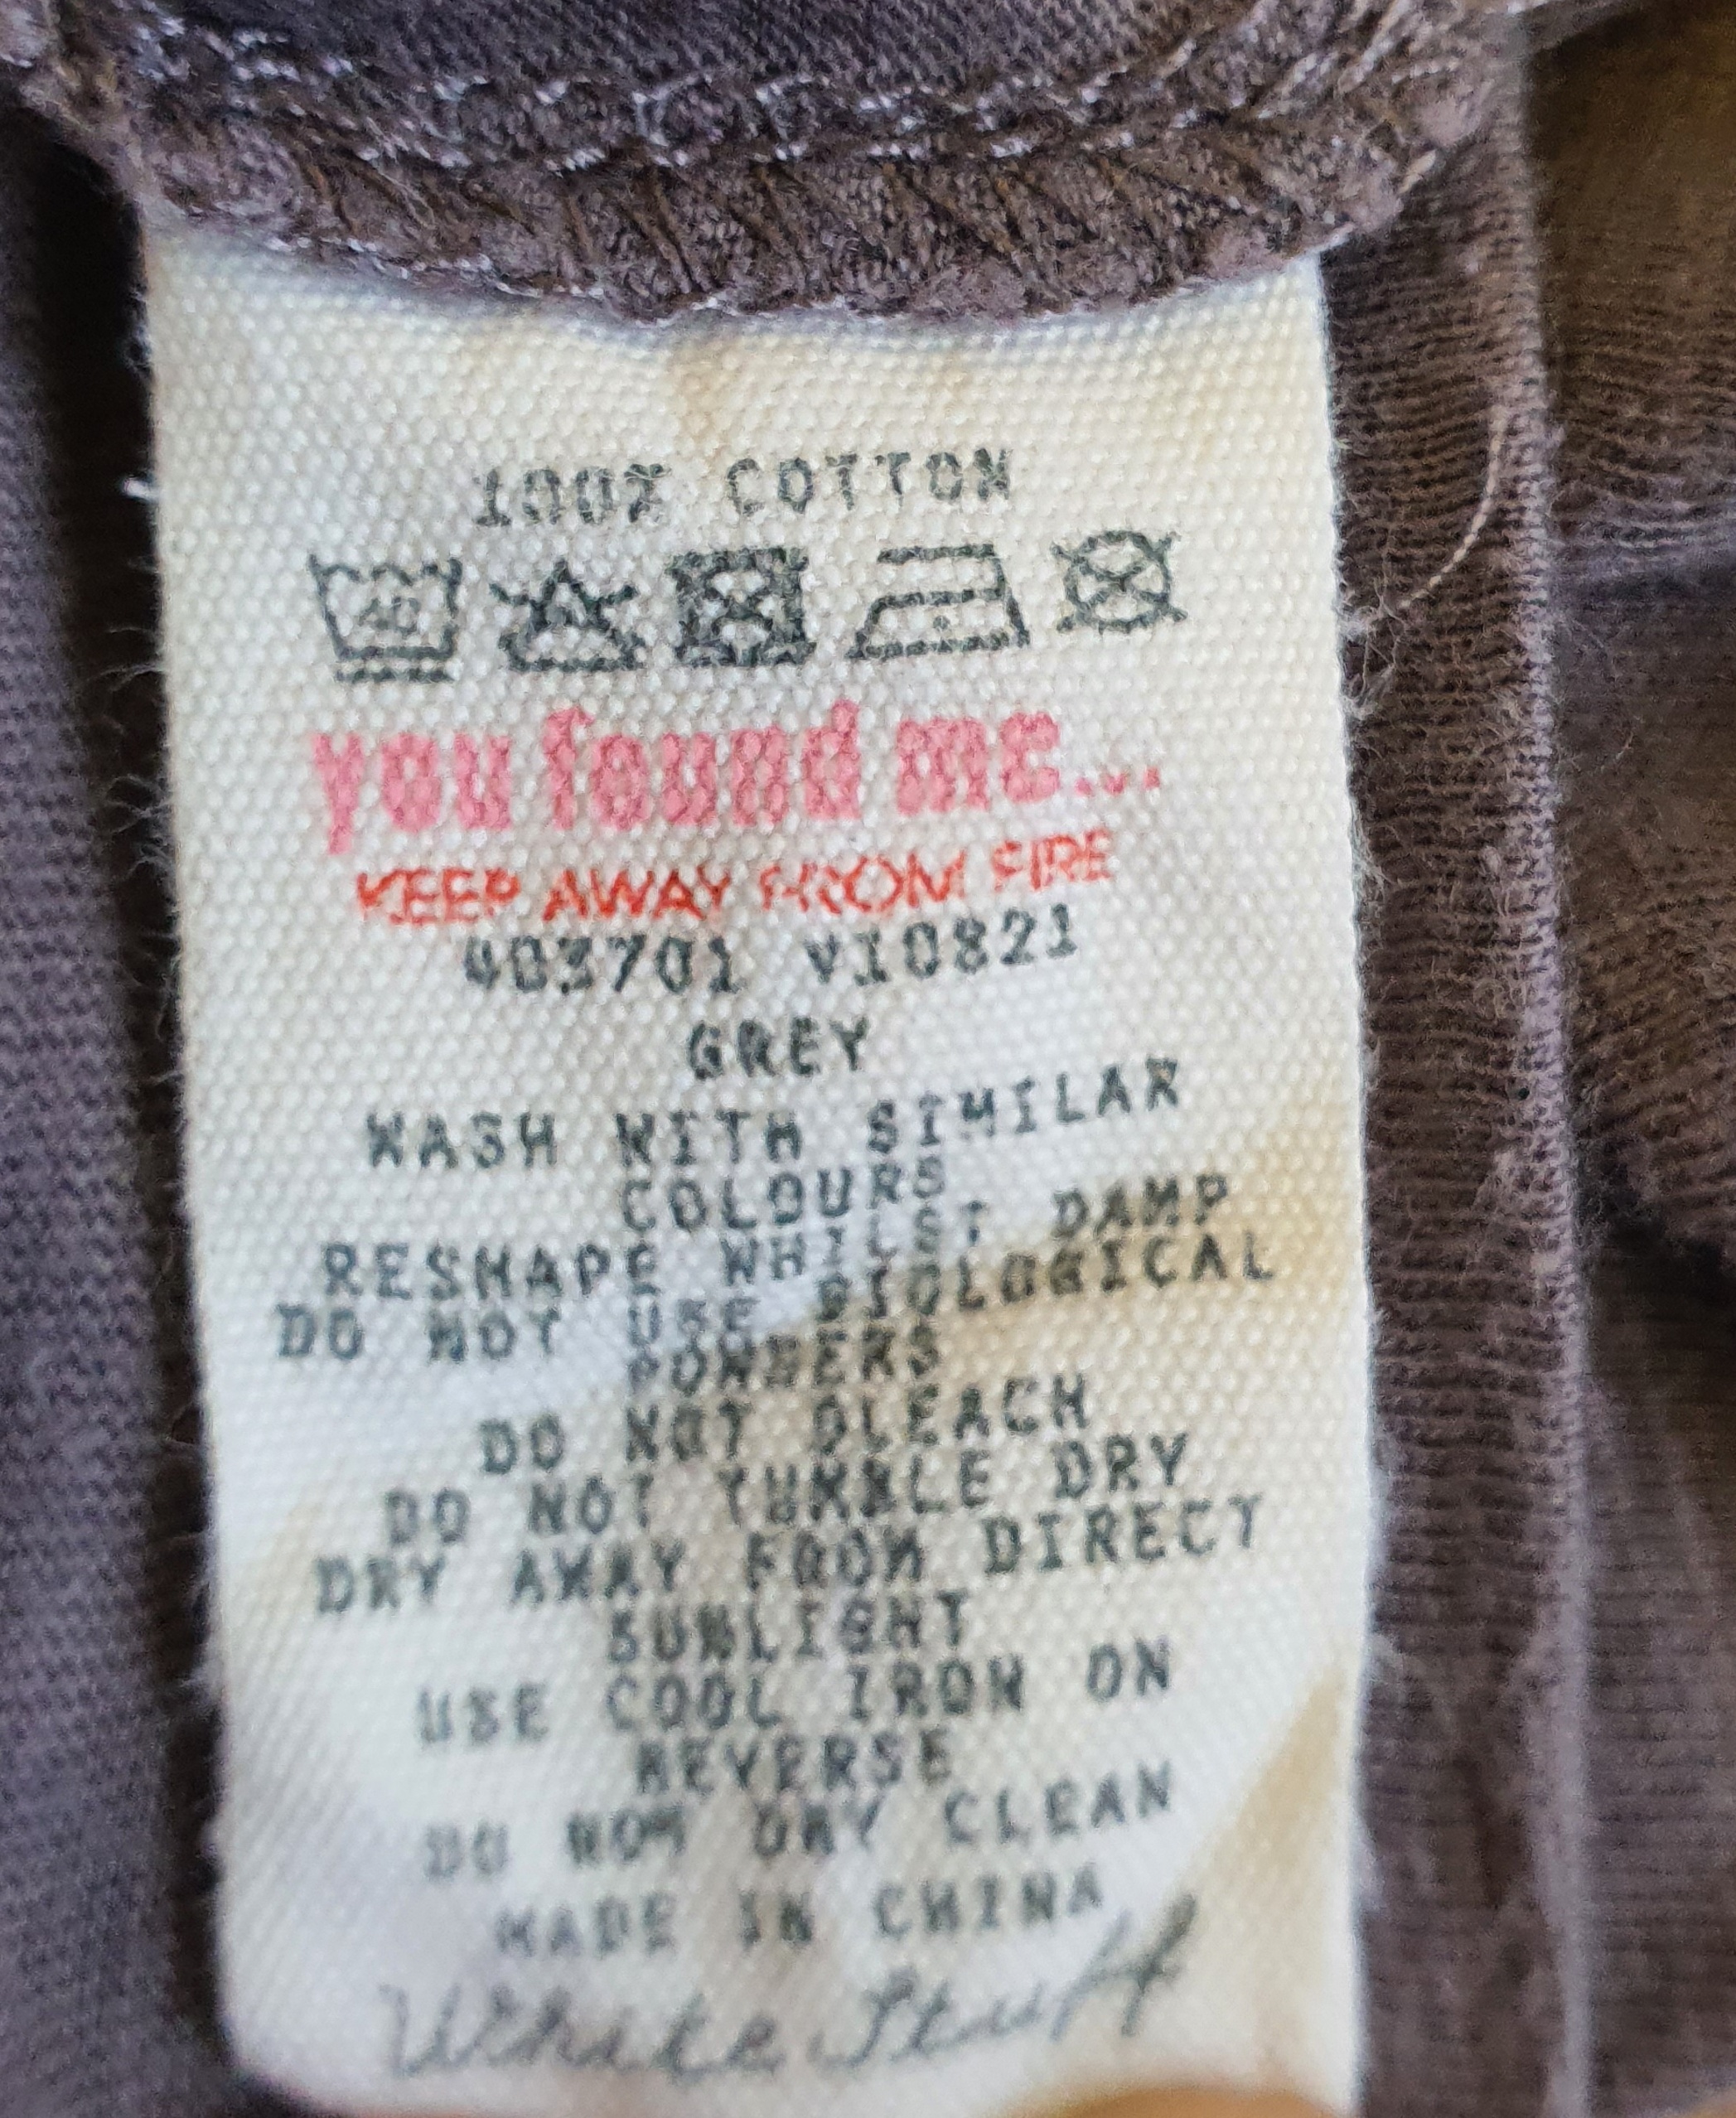 100% COTTON
40
you found me...
KEEP AWAY FROM FIRE
403701 V10821
GREY
WASH WITH SIMILAR
COLOURS
RESHAPE WHILST DAMP
DO NOT USE BIOLOGICAL
POWDERS
DO NOT BLEACH
DO NOT TUMBLE DRY
DRY AWAY FROM DIRECT
SUNLIGHT
USE COOL IRON ON
REVERSE
DO NOT DRY CLEAN
MADE IN CHINA
White Stuff